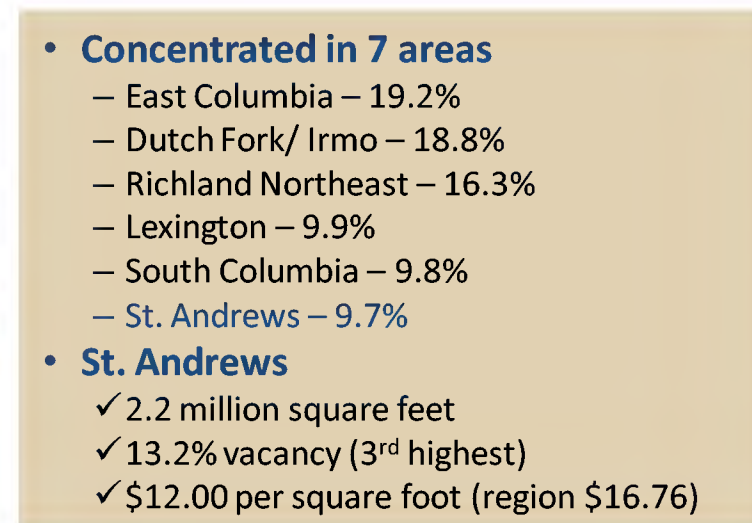 • Concentrated in 7 areas
– East Columbia – 19.2%
– Dutch Fork/ Irmo – 18.8%
– Richland Northeast – 16.3%
– Lexington – 9.9%
– South Columbia – 9.8%
– St. Andrews – 9.7%
• St. Andrews
✓ 2.2 million square feet
✓ 13.2% vacancy (3rd highest)
✓ $12.00 per square foot (region $16.76)